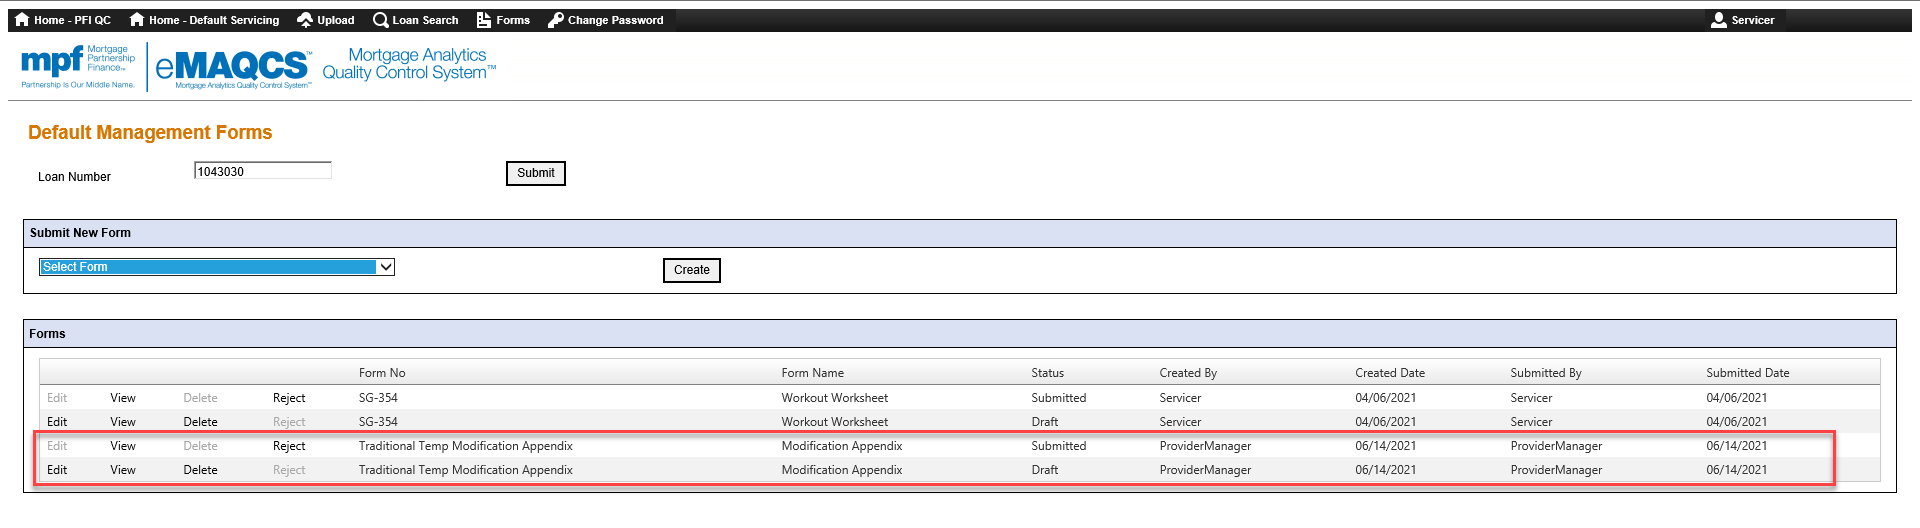 Home - PFI QC Home - Default Servicing Upload Loan Search Forms Change Password Servicer
mpf Mortgage Partnership Finance™
Partnership Is Our Middle Name.
eMAQCS™
Mortgage Analytics Quality Control System™
Mortgage Analytics
Quality Control System™
Default Management Forms
Loan Number 1043030 Submit
Submit New Form
Select Form Create
Forms
Form No Form Name Status Created By Created Date Submitted By Submitted Date
Edit View Delete Reject SG-354 Workout Worksheet Submitted Servicer 04/06/2021 Servicer 04/06/2021
Edit View Delete Reject SG-354 Workout Worksheet Draft Servicer 04/06/2021 Servicer 04/06/2021
Edit View Delete Reject Traditional Temp Modification Appendix Modification Appendix Submitted ProviderManager 06/14/2021 ProviderManager 06/14/2021
Edit View Delete Reject Traditional Temp Modification Appendix Modification Appendix Draft ProviderManager 06/14/2021 ProviderManager 06/14/2021